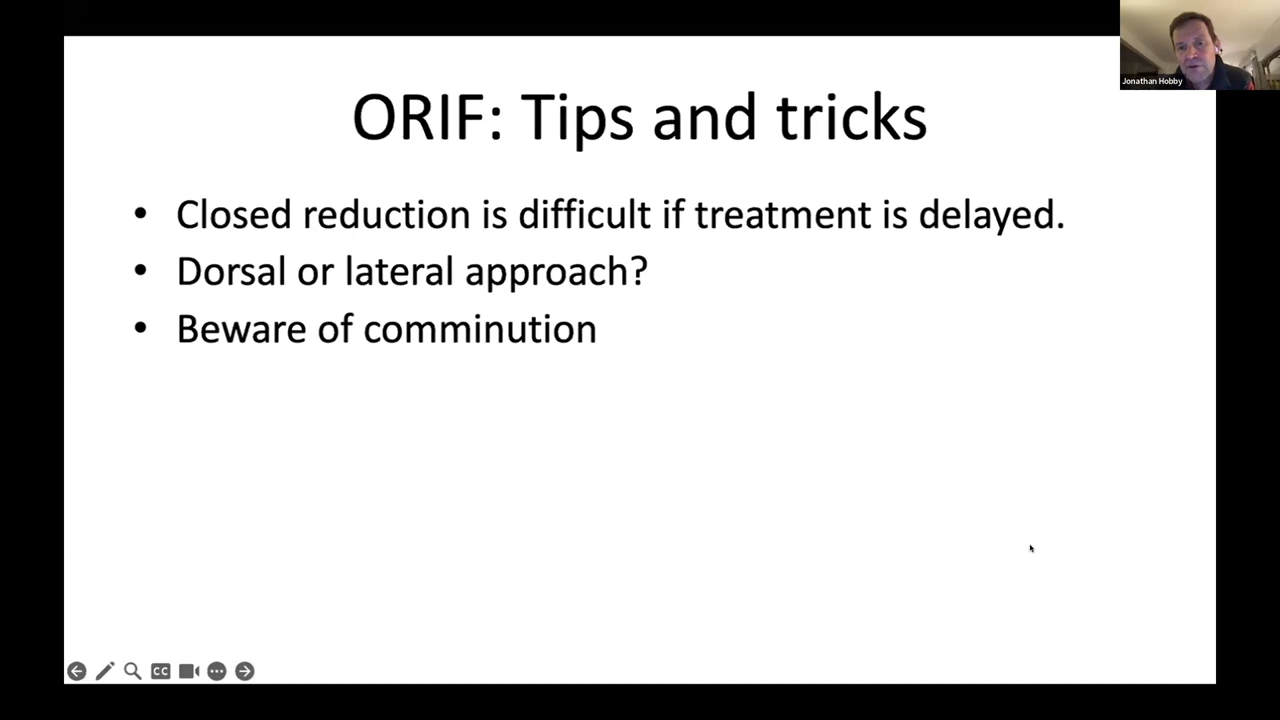 Jonathan Hobby
ORIF: Tips and tricks
• Closed reduction is difficult if treatment is delayed.
• Dorsal or lateral approach?
• Beware of comminution
CC